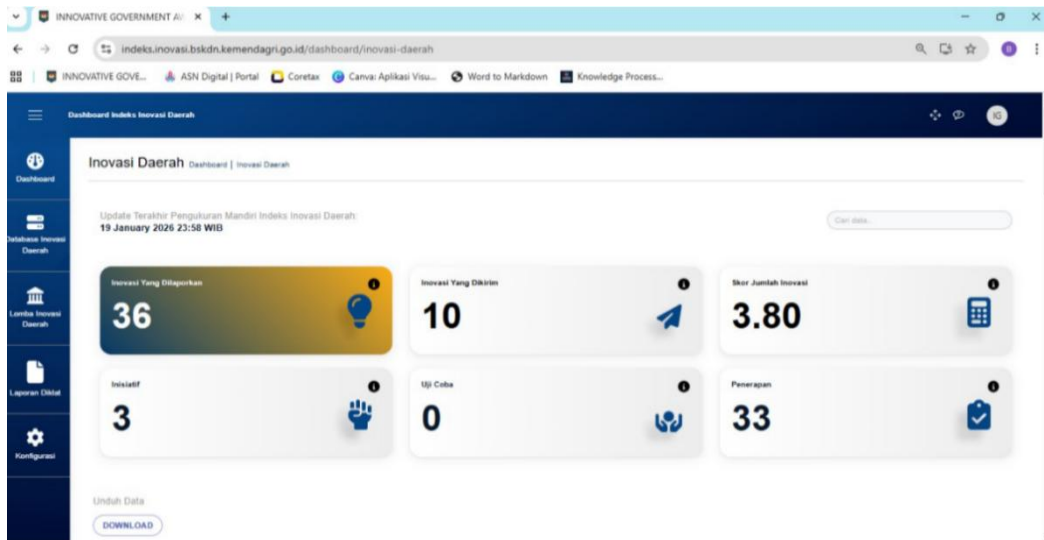 INNOVATIVE GOVERNMENT AW
indeks.inovasi.bskdn.kemendagri.go.id/dashboard/inovasi-daerah
INNOVATIVE GOVE... ASN Digital | Portal Coretax Canva: Aplikasi Visu... Word to Markdown Knowledge Process...
Dashboard Indeks Inovasi Daerah
IG
Dashboard
Database Inovasi
Daerah
Lomba Inovasi
Daerah
Laporan Diklat
Konfigurasi
Inovasi Daerah Dashboard | Inovasi Daerah
Update Terakhir Pengukuran Mandiri Indeks Inovasi Daerah:
19 January 2026 23:58 WIB
Cari data...
Inovasi Yang Dilaporkan
36
Inovasi Yang Dikirim
10
Skor Jumlah Inovasi
3.80
Inisiatif
3
Uji Coba
0
Penerapan
33
Unduh Data
DOWNLOAD